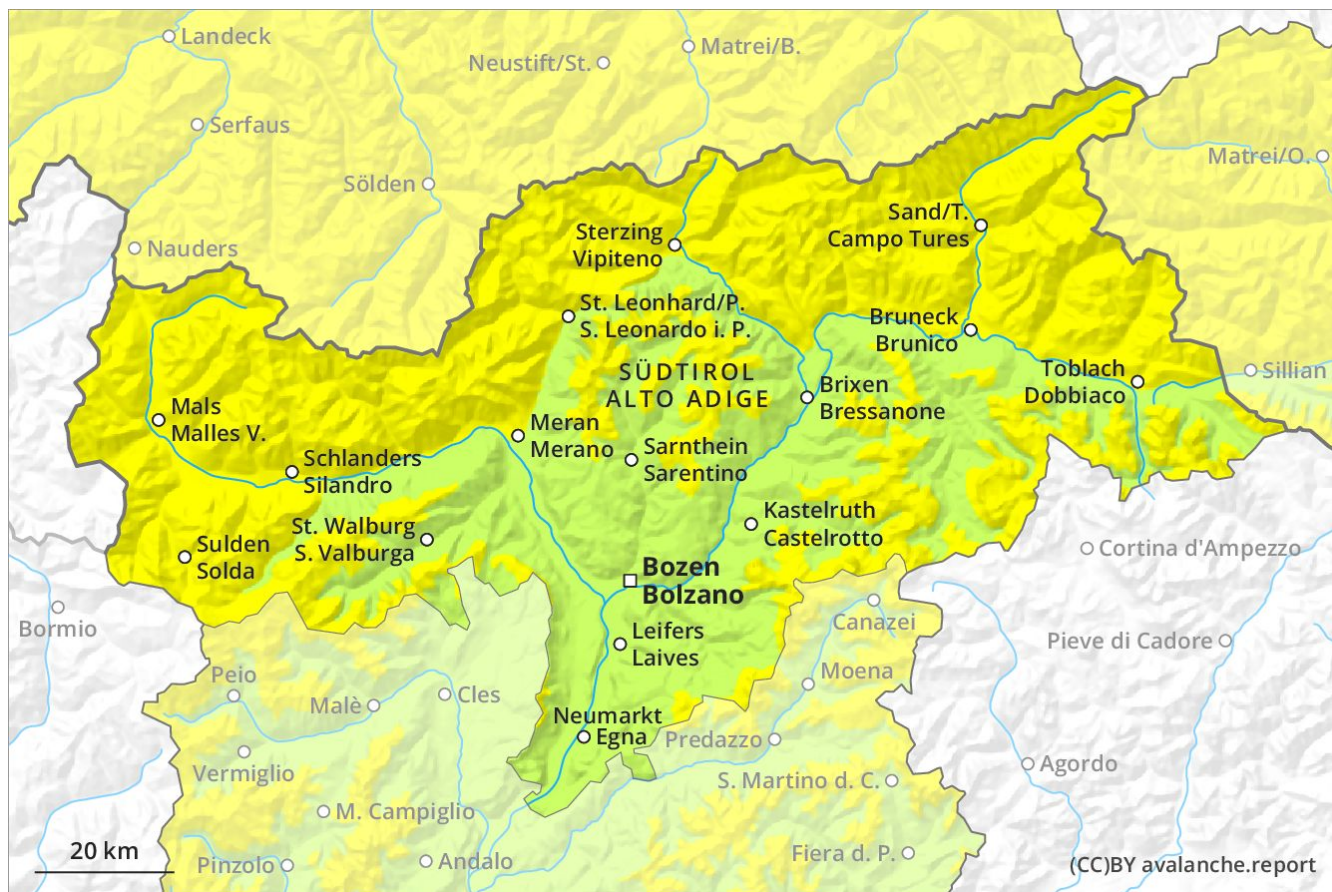 Landeck
Matrei/B.
Neustift/St.
Serfaus
Matrei/O.
Sölden
Sand/T.
Campo Tures
Sterzing
Vipiteno
Nauders
St. Leonhard/P.
S. Leonardo i. P.
Bruneck
Brunico
Toblach
Dobbiaco
Sillian
SÜDTIROL
ALTO ADIGE
Brixen
Bressanone
Mals
Malles V.
Meran
Merano
Sarnthein
Sarentino
Schlanders
Silandro
Kastelruth
Castelrotto
St. Walburg
S. Valburga
Sulden
Solda
Cortina d'Ampezzo
Bozen
Bolzano
Bormio
Canazei
Leifers
Laives
Pieve di Cadore
Peio
Moena
Malè
Cles
Neumarkt
Egna
Predazzo
Vermiglio
Agordo
S. Martino d. C.
M. Campiglio
20 km
Pinzolo
Andalo
Fiera d. P.
(CC)BY avalanche.report